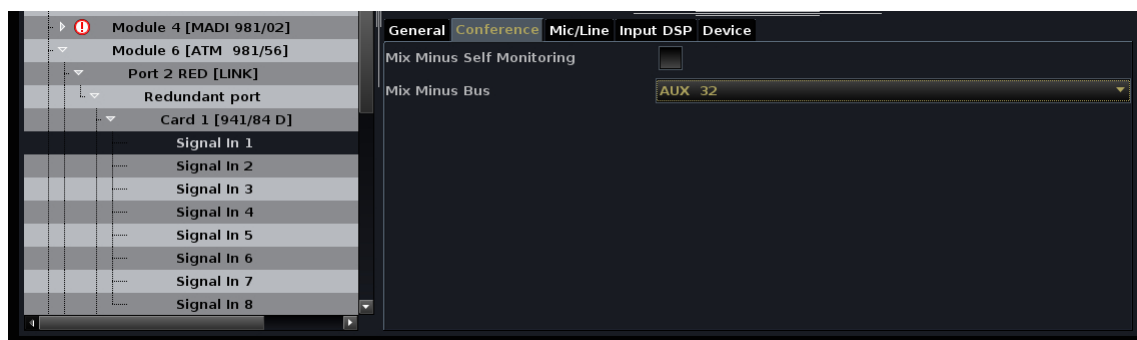 Module 4 [MADI 981/02]
Module 6 [ATM  981/56]
Port 2 RED [LINK]
Redundant port
Card 1 [941/84 D]
Signal In 1
Signal In 2
Signal In 3
Signal In 4
Signal In 5
Signal In 6
Signal In 7
Signal In 8
General Conference Mic/Line Input DSP Device
Mix Minus Self Monitoring
Mix Minus Bus AUX  32